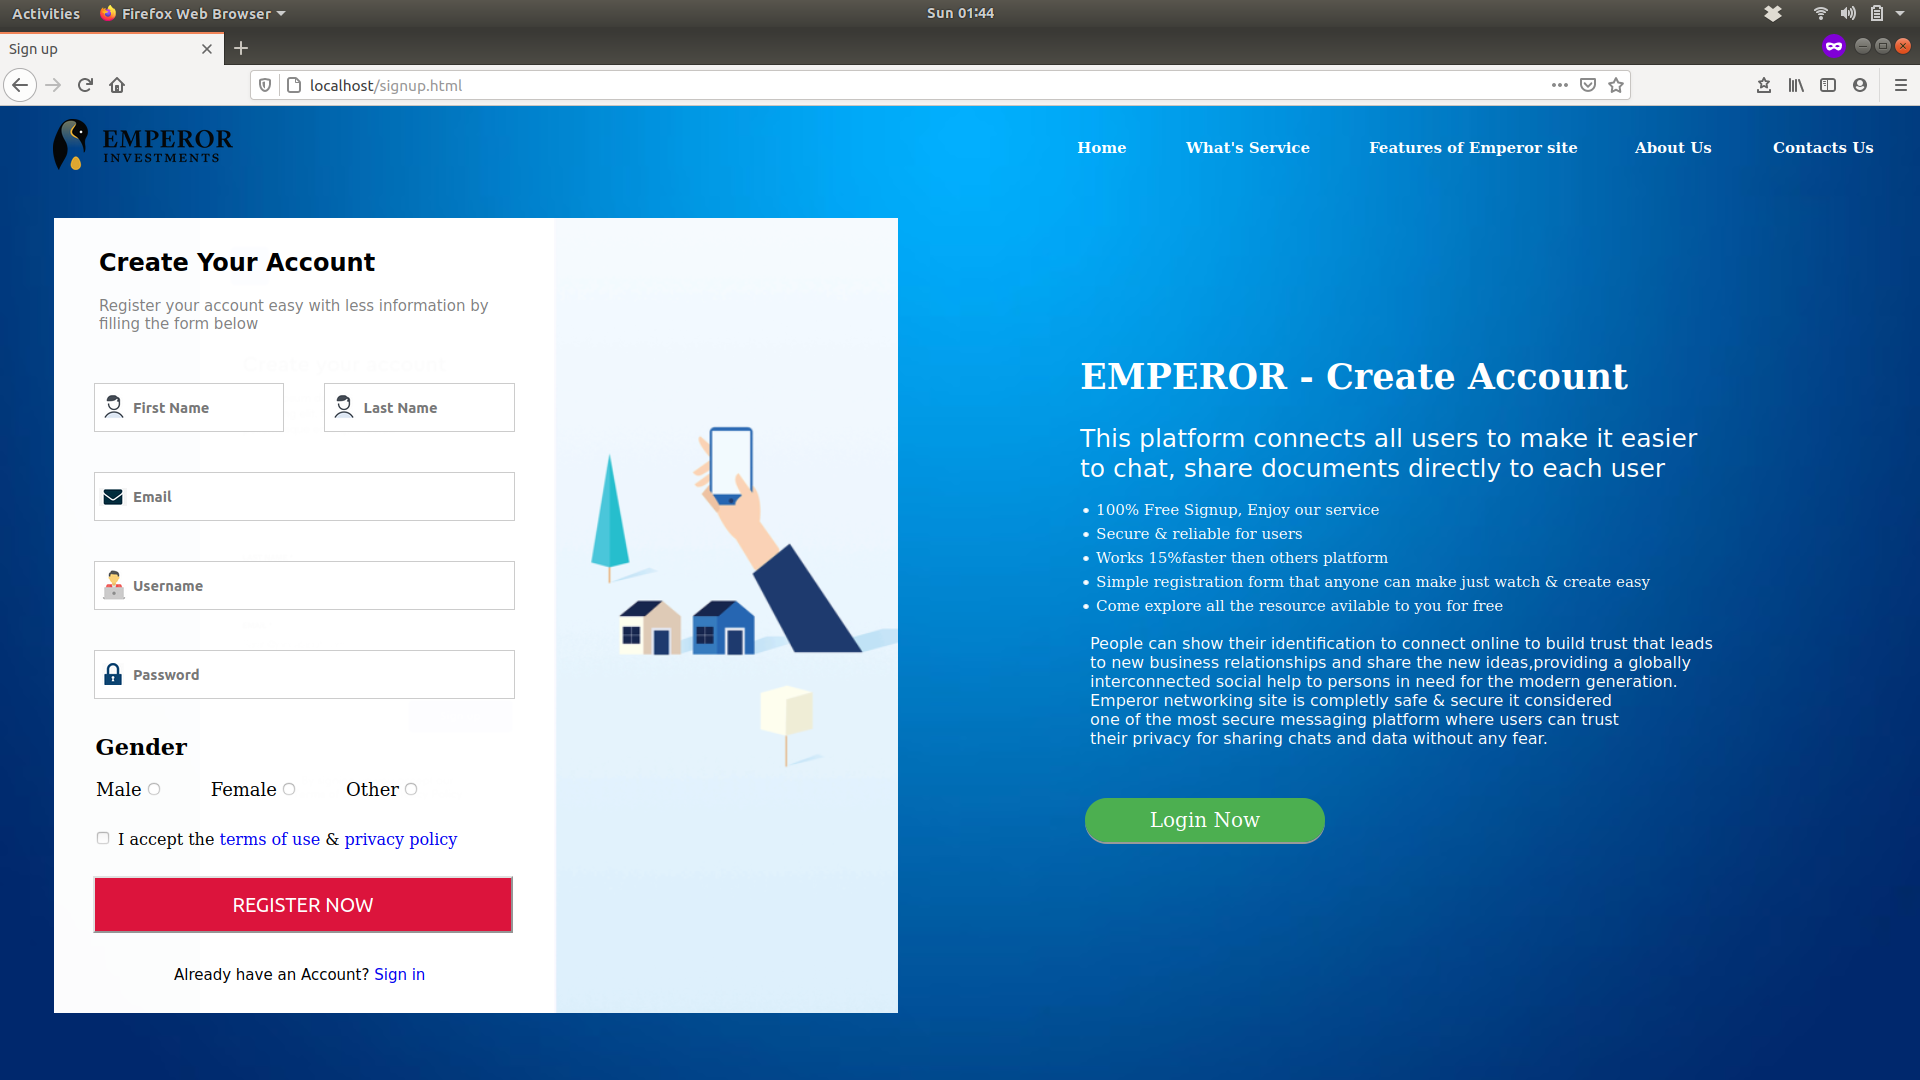 Activities Firefox Web Browser Sun 01:44
Sign up
localhost/signup.html
EMPEROR
INVESTMENTS
Home What's Service Features of Emperor site About Us Contacts Us
Create Your Account
Register your account easy with less information by
filling the form below
First Name Last Name
Email
Username
Password
Gender
Male Female Other
I accept the terms of use & privacy policy
REGISTER NOW
Already have an Account? Sign in
EMPEROR - Create Account
This platform connects all users to make it easier
to chat, share documents directly to each user
• 100% Free Signup, Enjoy our service
• Secure & reliable for users
• Works 15%faster then others platform
• Simple registration form that anyone can make just watch & create easy
• Come explore all the resource avilable to you for free
People can show their identification to connect online to build trust that leads
to new business relationships and share the new ideas,providing a globally
interconnected social help to persons in need for the modern generation.
Emperor networking site is completly safe & secure it considered
one of the most secure messaging platform where users can trust
their privacy for sharing chats and data without any fear.
Login Now